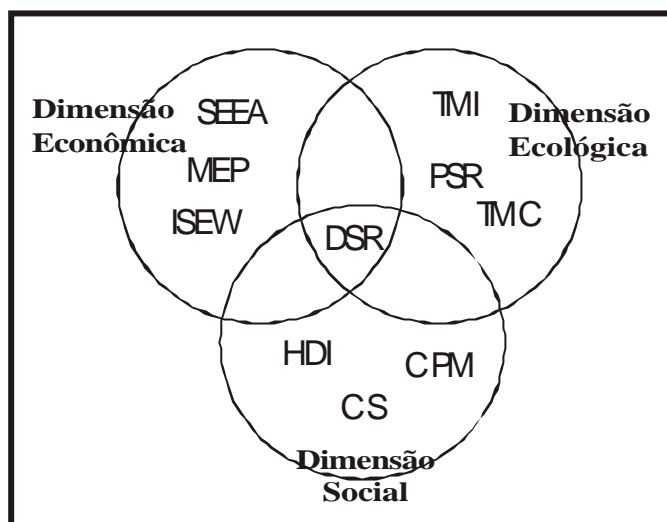 Dimensão
Econômica
SEEA
MEP
ISEW
TMI
PSR
TMC
Dimensão
Ecológica
DSR
HDI
CPM
CS
Dimensão
Social